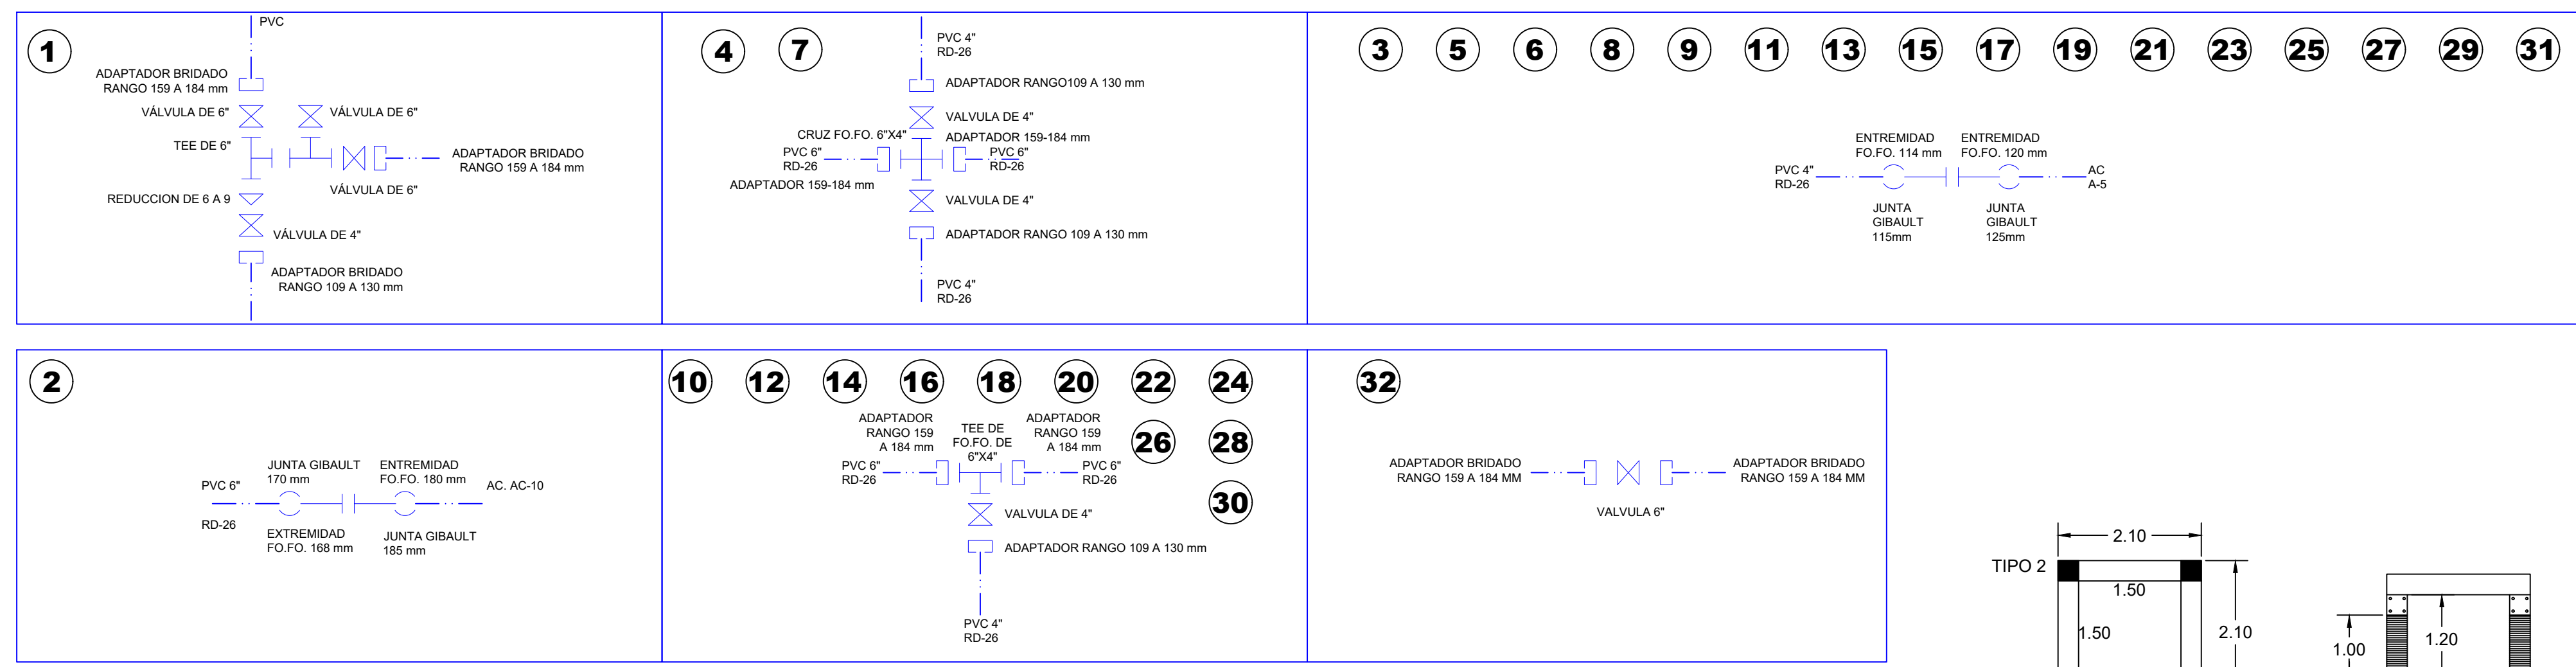 1
PVC
ADAPTADOR BRIDADO
RANGO 159 A 184 mm
VÁLVULA DE 6"
VÁLVULA DE 6"
TEE DE 6"
ADAPTADOR BRIDADO
RANGO 159 A 184 mm
VÁLVULA DE 6"
REDUCCION DE 6 A 9
VÁLVULA DE 4"
ADAPTADOR BRIDADO
RANGO 109 A 130 mm
4 7
PVC 4"
RD-26
ADAPTADOR RANGO109 A 130 mm
VALVULA DE 4"
CRUZ FO.FO. 6"X4"
ADAPTADOR 159-184 mm
PVC 6"
RD-26
PVC 6"
RD-26
ADAPTADOR 159-184 mm
VALVULA DE 4"
ADAPTADOR RANGO 109 A 130 mm
PVC 4"
RD-26
3 5 6 8 9 11 13 15 17 19 21 23 25 27 29 31
ENTREMIDAD
FO.FO. 114 mm
ENTREMIDAD
FO.FO. 120 mm
PVC 4"
RD-26
AC
A-5
JUNTA
GIBAULT
115mm
JUNTA
GIBAULT
125mm
2
JUNTA GIBAULT
170 mm
ENTREMIDAD
FO.FO. 180 mm
PVC 6"
RD-26
AC. AC-10
EXTREMIDAD
FO.FO. 168 mm
JUNTA GIBAULT
185 mm
10 12 14 16 18 20 22 24
26 28
30
ADAPTADOR
RANGO 159
A 184 mm
TEE DE
FO.FO. DE
6"X4"
ADAPTADOR
RANGO 159
A 184 mm
PVC 6"
RD-26
PVC 6"
RD-26
VALVULA DE 4"
ADAPTADOR RANGO 109 A 130 mm
PVC 4"
RD-26
32
ADAPTADOR BRIDADO
RANGO 159 A 184 MM
ADAPTADOR BRIDADO
RANGO 159 A 184 MM
VALVULA 6"
TIPO 2
2.10
1.50
1.50
2.10
1.00
1.20